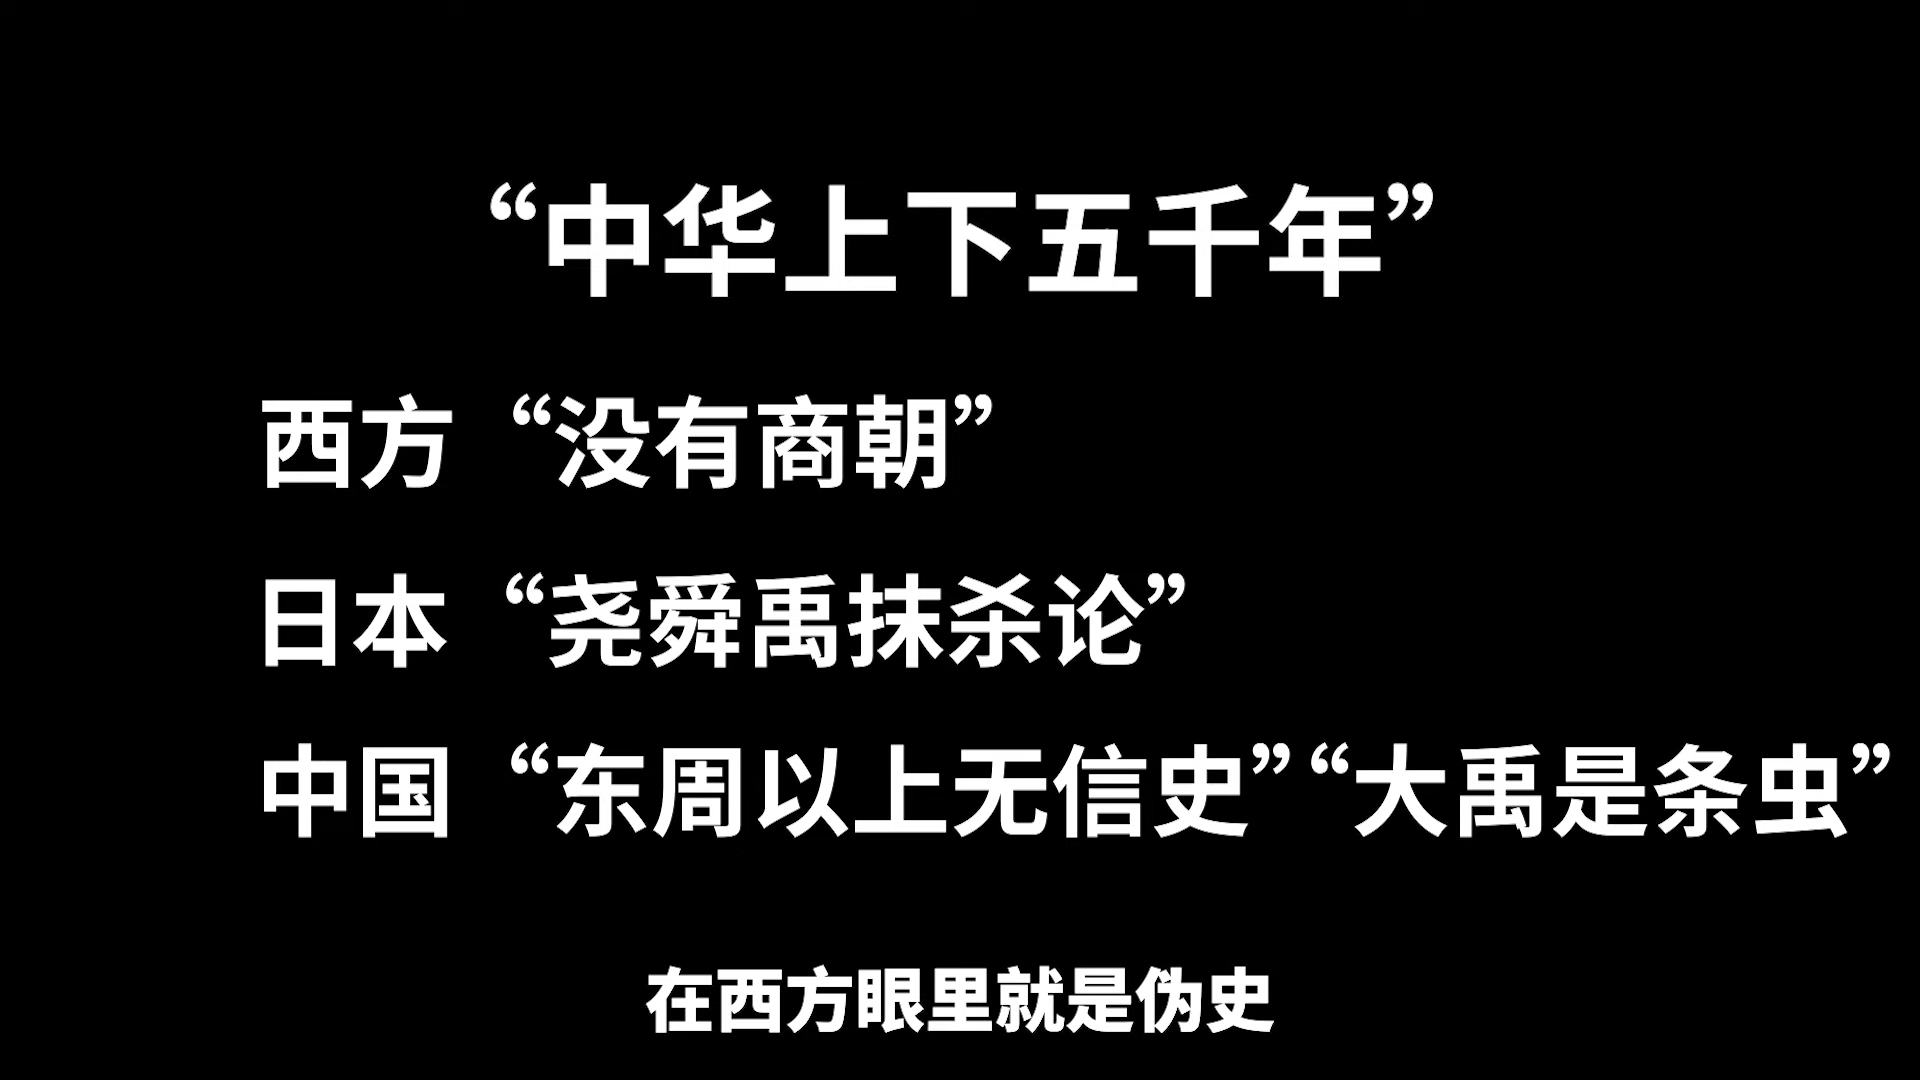 “中华上下五千年”
西方 “没有商朝”
日本 “尧舜禹抹杀论”
中国 “东周以上无信史”“大禹是条虫”
在西方眼里就是伪史